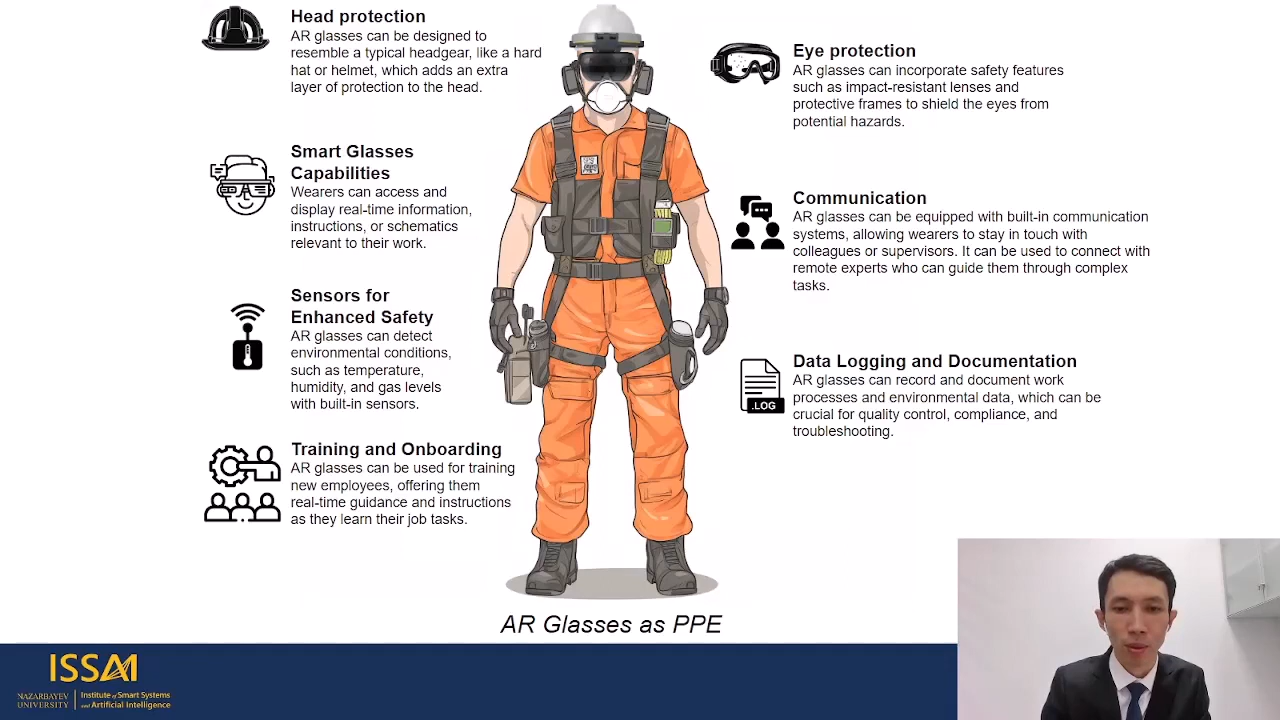 Head protection
AR glasses can be designed to
resemble a typical headgear, like a hard
hat or helmet, which adds an extra
layer of protection to the head.
Smart Glasses
Capabilities
Wearers can access and
display real-time information,
instructions, or schematics
relevant to their work.
Sensors for
Enhanced Safety
AR glasses can detect
environmental conditions,
such as temperature,
humidity, and gas levels
with built-in sensors.
Training and Onboarding
AR glasses can be used for training
new employees, offering them
real-time guidance and instructions
as they learn their job tasks.
Eye protection
AR glasses can incorporate safety features
such as impact-resistant lenses and
protective frames to shield the eyes from
potential hazards.
Communication
AR glasses can be equipped with built-in communication
systems, allowing wearers to stay in touch with
colleagues or supervisors. It can be used to connect with
remote experts who can guide them through complex
tasks.
Data Logging and Documentation
AR glasses can record and document work
processes and environmental data, which can be
crucial for quality control, compliance, and
troubleshooting.
.LOG
AR Glasses as PPE
ISSAI
NAZARBAYEV
UNIVERSITY
Institute of Smart Systems
and Artificial Intelligence